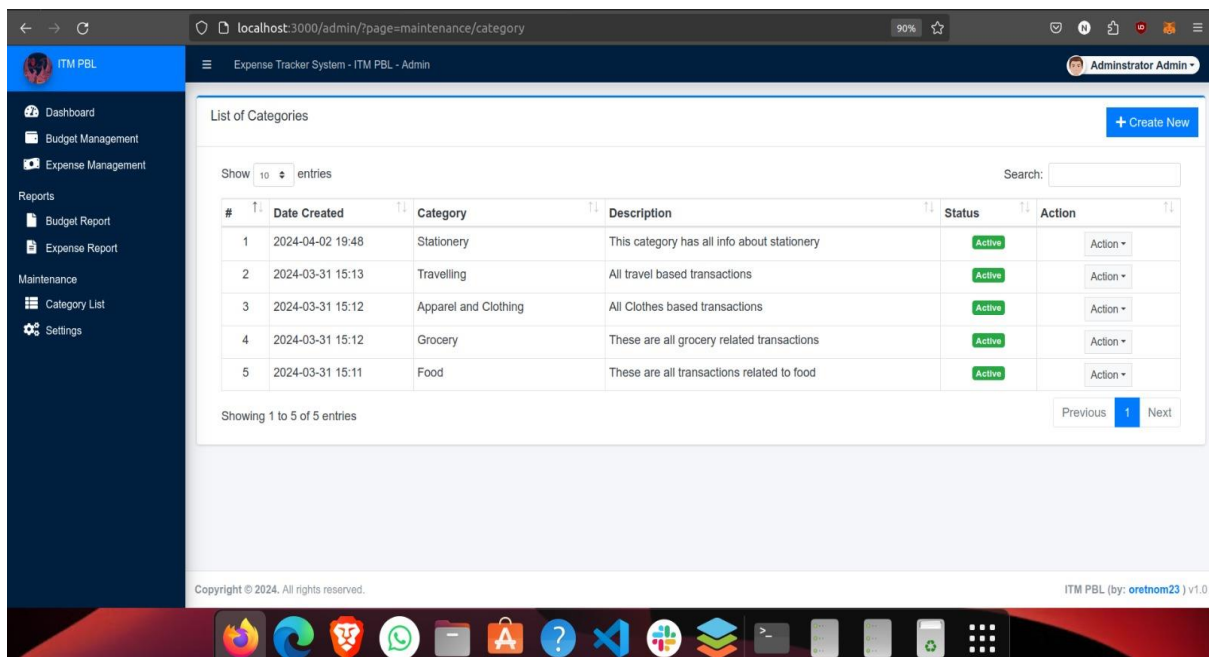 localhost:3000/admin/?page=maintenance/category 90%
ITM PBL
Expense Tracker System - ITM PBL - Admin
Adminstrator Admin
Dashboard
Budget Management
Expense Management
Reports
Budget Report
Expense Report
Maintenance
Category List
Settings
List of Categories
+ Create New
Show 10 entries
Search:
# Date Created Category Description Status Action
1 2024-04-02 19:48 Stationery This category has all info about stationery Active Action
2 2024-03-31 15:13 Travelling All travel based transactions Active Action
3 2024-03-31 15:12 Apparel and Clothing All Clothes based transactions Active Action
4 2024-03-31 15:12 Grocery These are all grocery related transactions Active Action
5 2024-03-31 15:11 Food These are all transactions related to food Active Action
Showing 1 to 5 of 5 entries
Previous 1 Next
Copyright © 2024. All rights reserved.
ITM PBL (by: oretnom23 ) v1.0